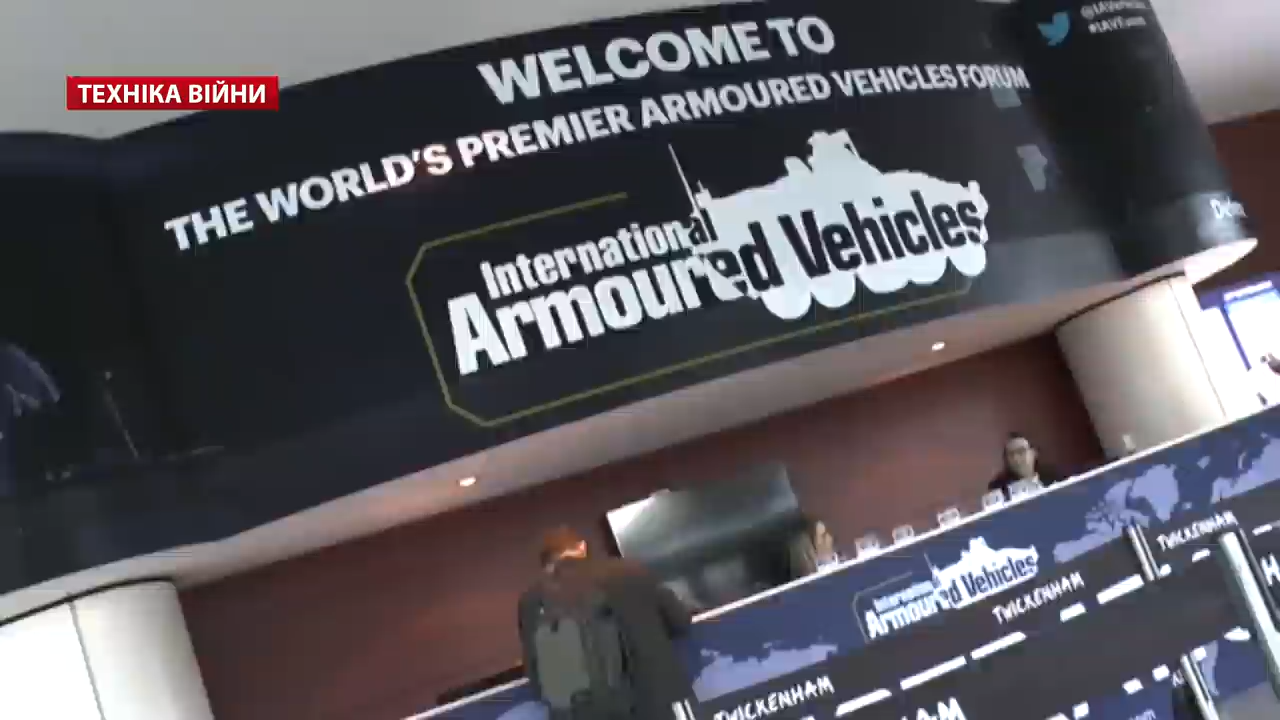 ТЕХНІКА ВІЙНИ
WELCOME TO
THE WORLD'S PREMIER ARMOURED VEHICLES FORUM
International
Armoured Vehicles
International
Armoured Vehicles
TWICKENHAM
TWICKENHAM
TWICKENHAM